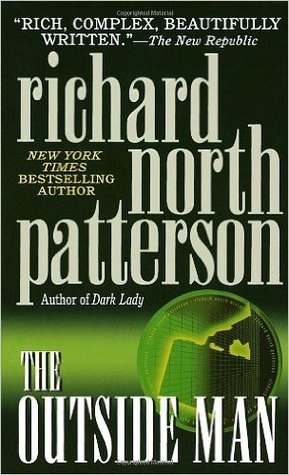 "RICH, COMPLEX, BEAUTIFULLY
WRITTEN."—The New Republic
richard
NEW YORK
TIMES
BESTSELLING
AUTHOR
north
patterson
Author of Dark Lady
THE
OUTSIDE MAN